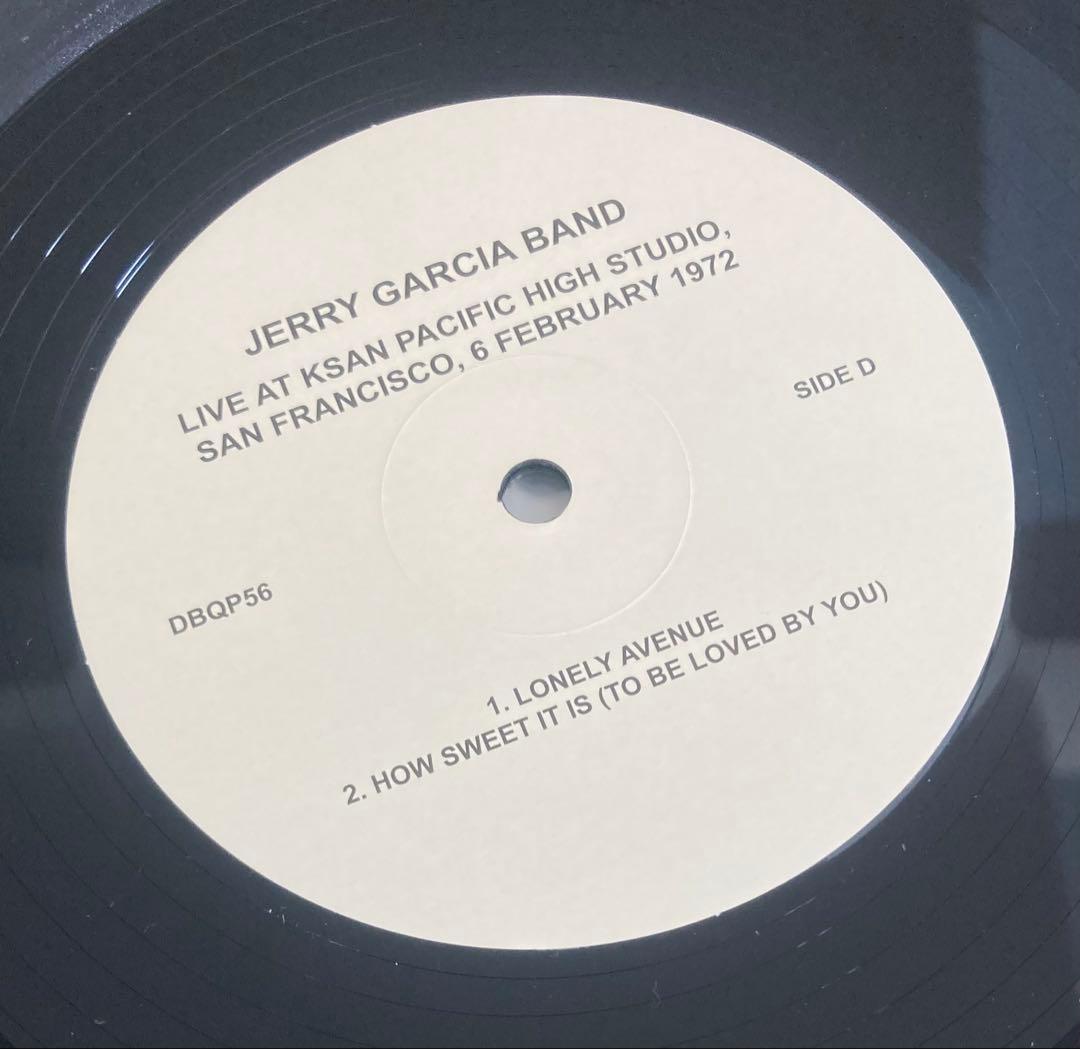 JERRY GARCIA BAND
LIVE AT KSAN PACIFIC HIGH STUDIO,
SAN FRANCISCO, 6 FEBRUARY 1972
SIDE D
DBQP56
1. LONELY AVENUE
2. HOW SWEET IT IS (TO BE LOVED BY YOU)